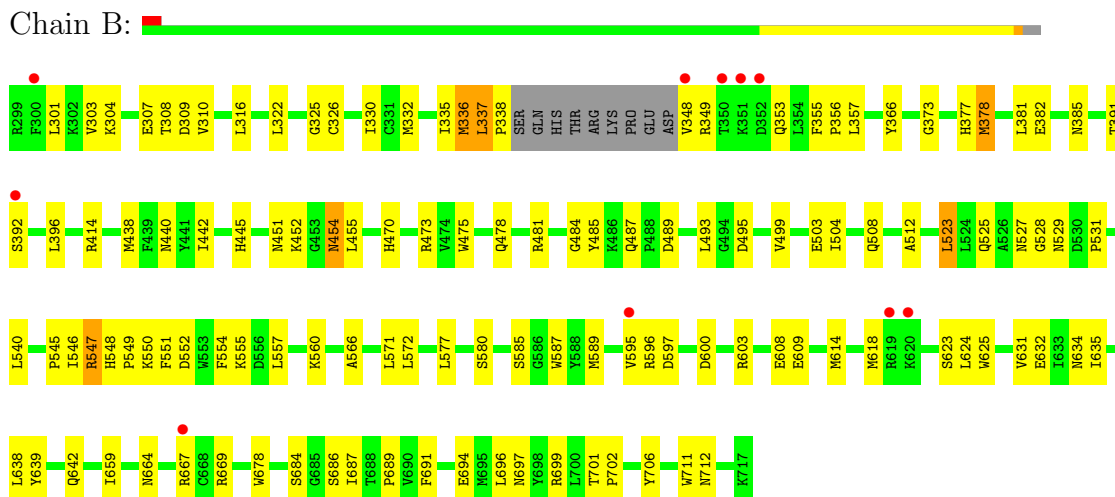 Chain B:
R299 F300 L301 K302 V303 K304 E307 T308 D309 V310 L316 L322 G325 C326 I330 C331 M332 I335 M336 L337 P338 SER GLN HIS THR ARG LYS PRO GLU ASP V348 R349 T350 K351 D352 Q353 L354 F355 P356 L357 Y366 G373 H377 M378 L381 E382 N385 T391
S392 L396 R414 M438 F439 N440 Y441 I442 H445 N451 K452 G453 N454 L455 H470 R473 V474 W475 Q478 R481 G484 Y485 K486 Q487 P488 D489 L493 G494 D495 V499 E503 I504 Q508 A512 L523 L524 Q525 A526 N527 G528 N529 D530 P531
L540 P545 I546 R547 H548 P549 K550 F551 D552 W553 F554 K555 D556 L557 K560 A566 L571 L572 L577 S580 S585 G586 W587 Y588 M589 V595 R596 D597 D600 R603 E608 E609 M614 M618 R619 K620 S623 L624 W625 V631 E632 I633 N634 I635
L638 Y639 Q642 I659 N664 R667 C668 R669 W678 S684 G685 S686 I687 T688 P689 V690 F691 E694 M695 L696 N697 Y698 R699 L700 T701 P702 Y706 W711 N712 K717